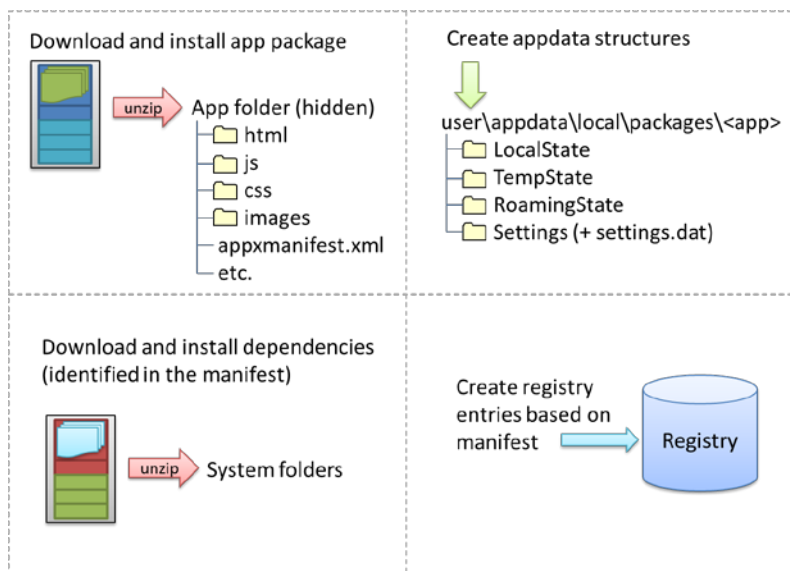 Download and install app package
unzip
App folder (hidden)
html
js
css
images
appxmanifest.xml
etc.
Create appdata structures
user\appdata\local\packages\<app>
LocalState
TempState
RoamingState
Settings (+ settings.dat)
Download and install dependencies
(identified in the manifest)
unzip
System folders
Create registry
entries based on
manifest
Registry